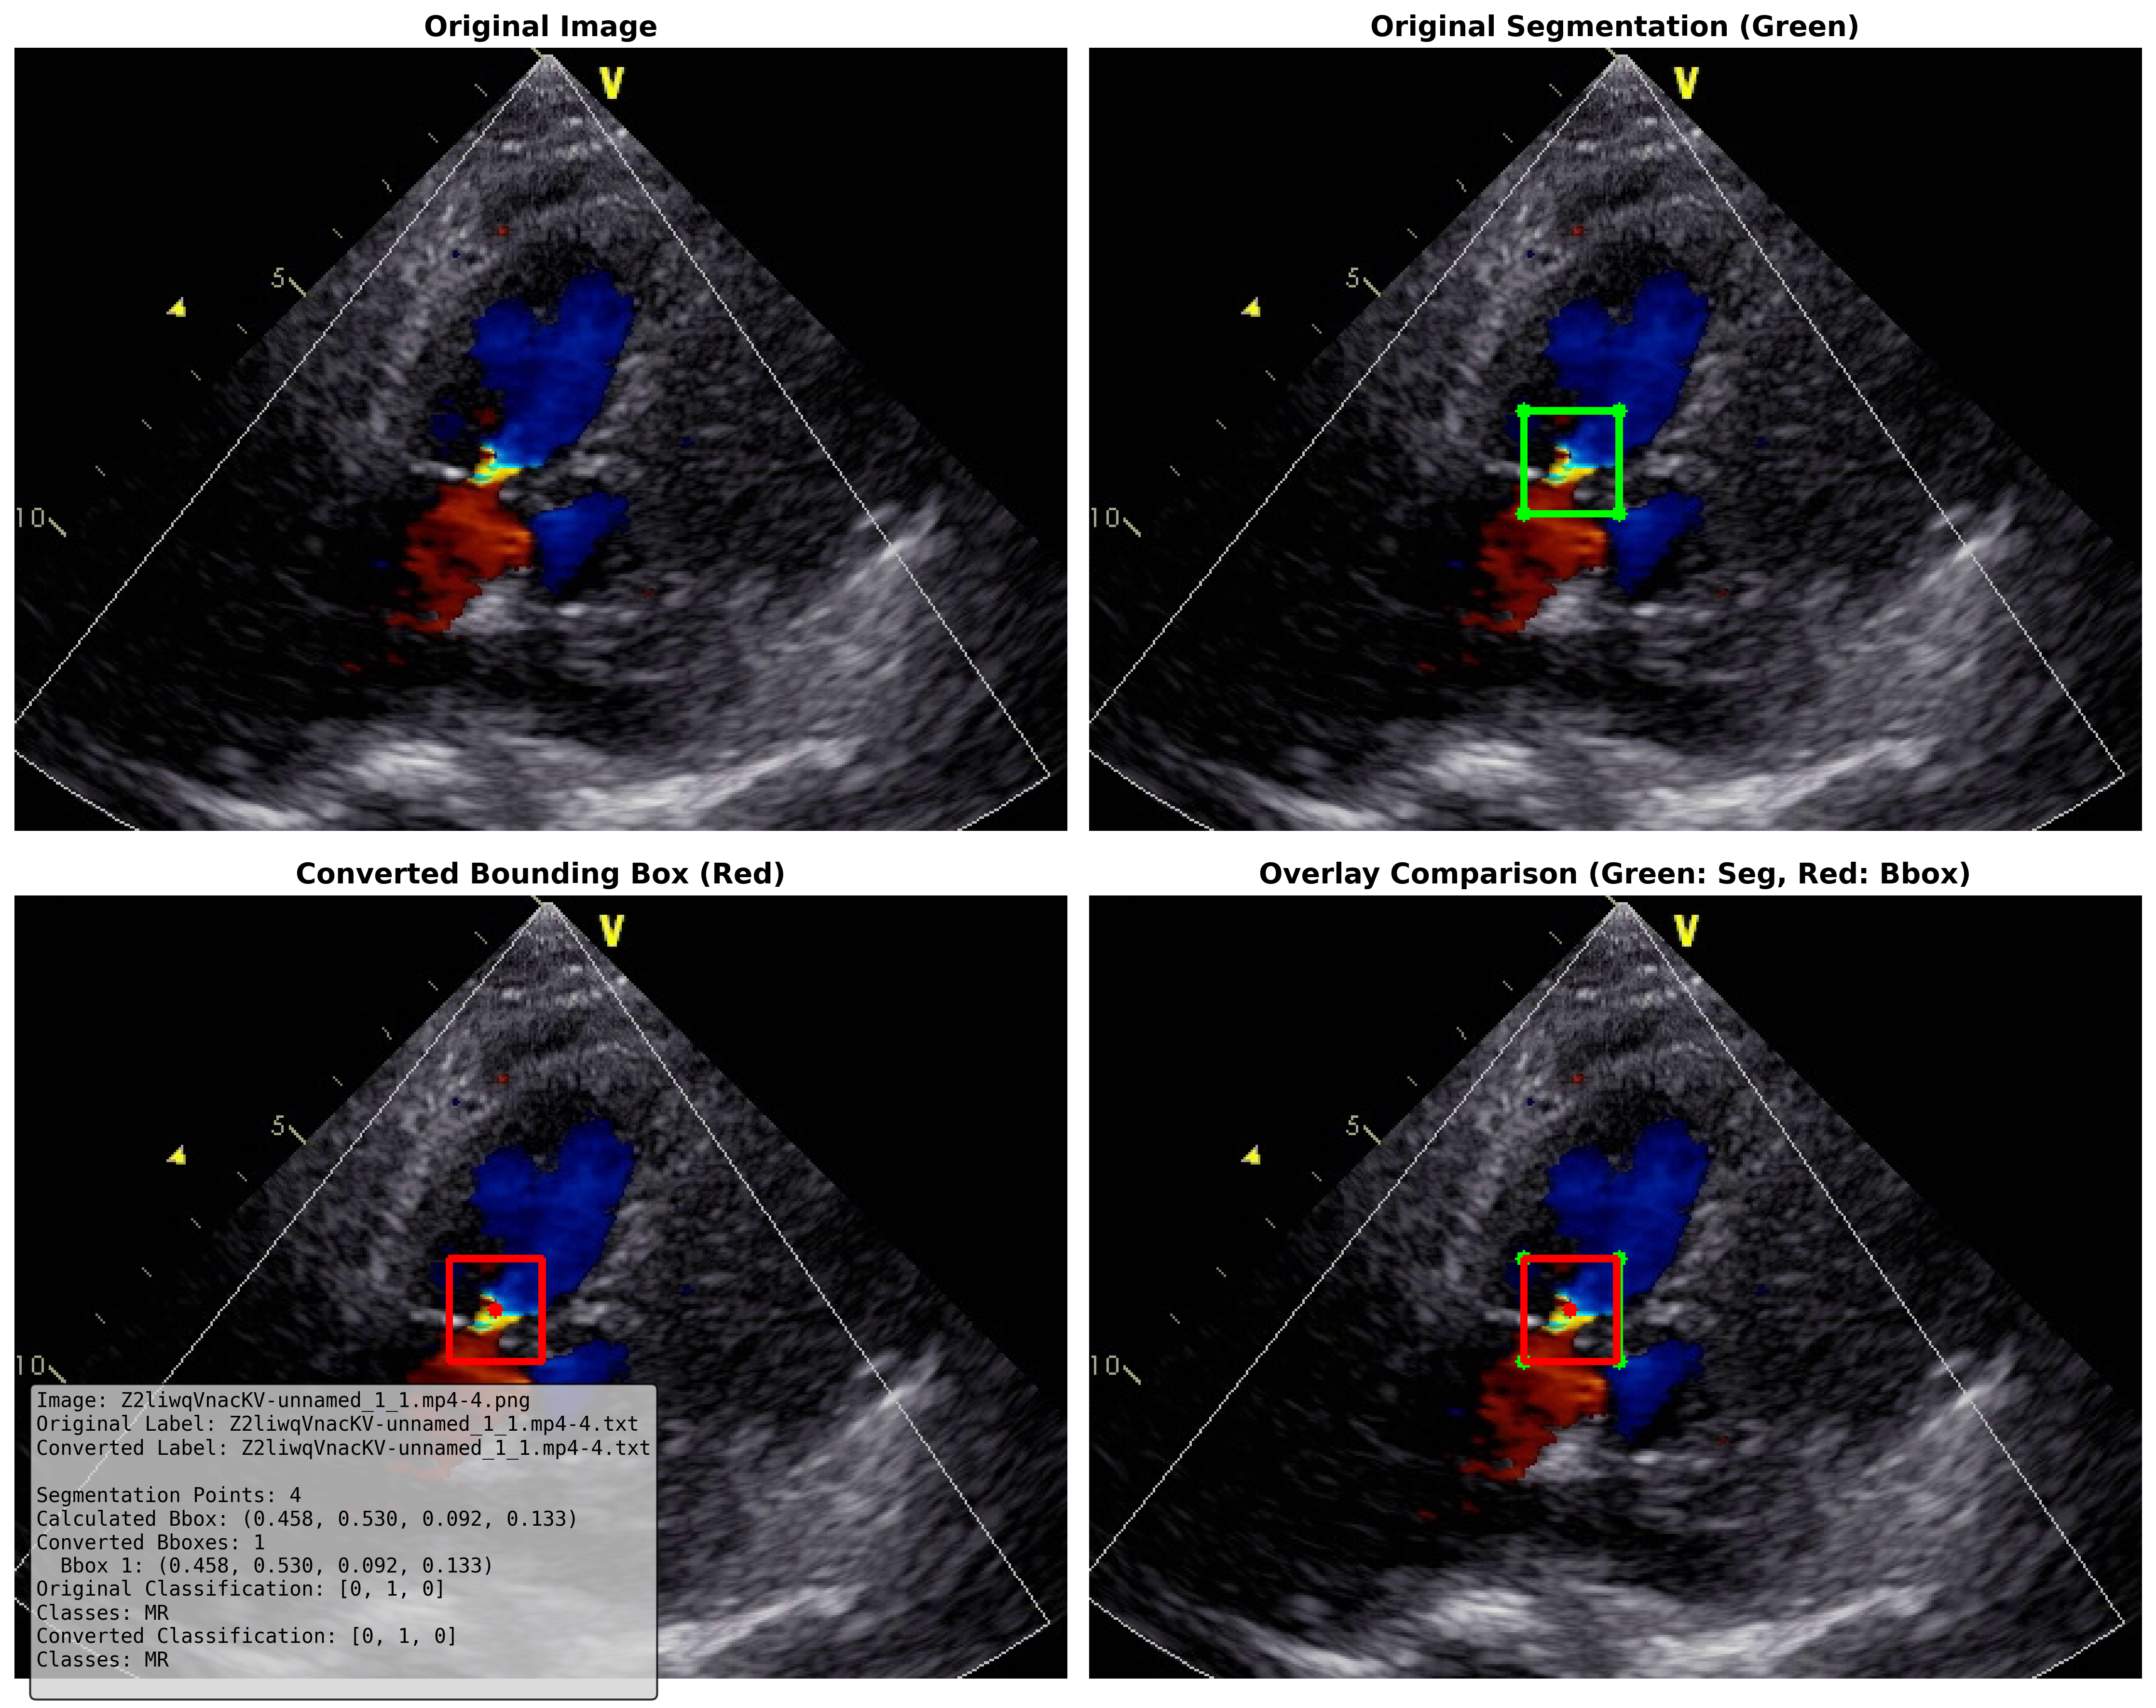 Original Image
Original Segmentation (Green)
V
5
10
V
5
10
Converted Bounding Box (Red)
Overlay Comparison (Green: Seg, Red: Bbox)
V
5
10
V
5
10
Image: Z2liwqVnacKV-unnamed_1_1.mp4-4.png
Original Label: Z2liwqVnacKV-unnamed_1_1.mp4-4.txt
Converted Label: Z2liwqVnacKV-unnamed_1_1.mp4-4.txt
Segmentation Points: 4
Calculated Bbox: (0.458, 0.530, 0.092, 0.133)
Converted Bboxes: 1
Bbox 1: (0.458, 0.530, 0.092, 0.133)
Original Classification: [0, 1, 0]
Classes: MR
Converted Classification: [0, 1, 0]
Classes: MR